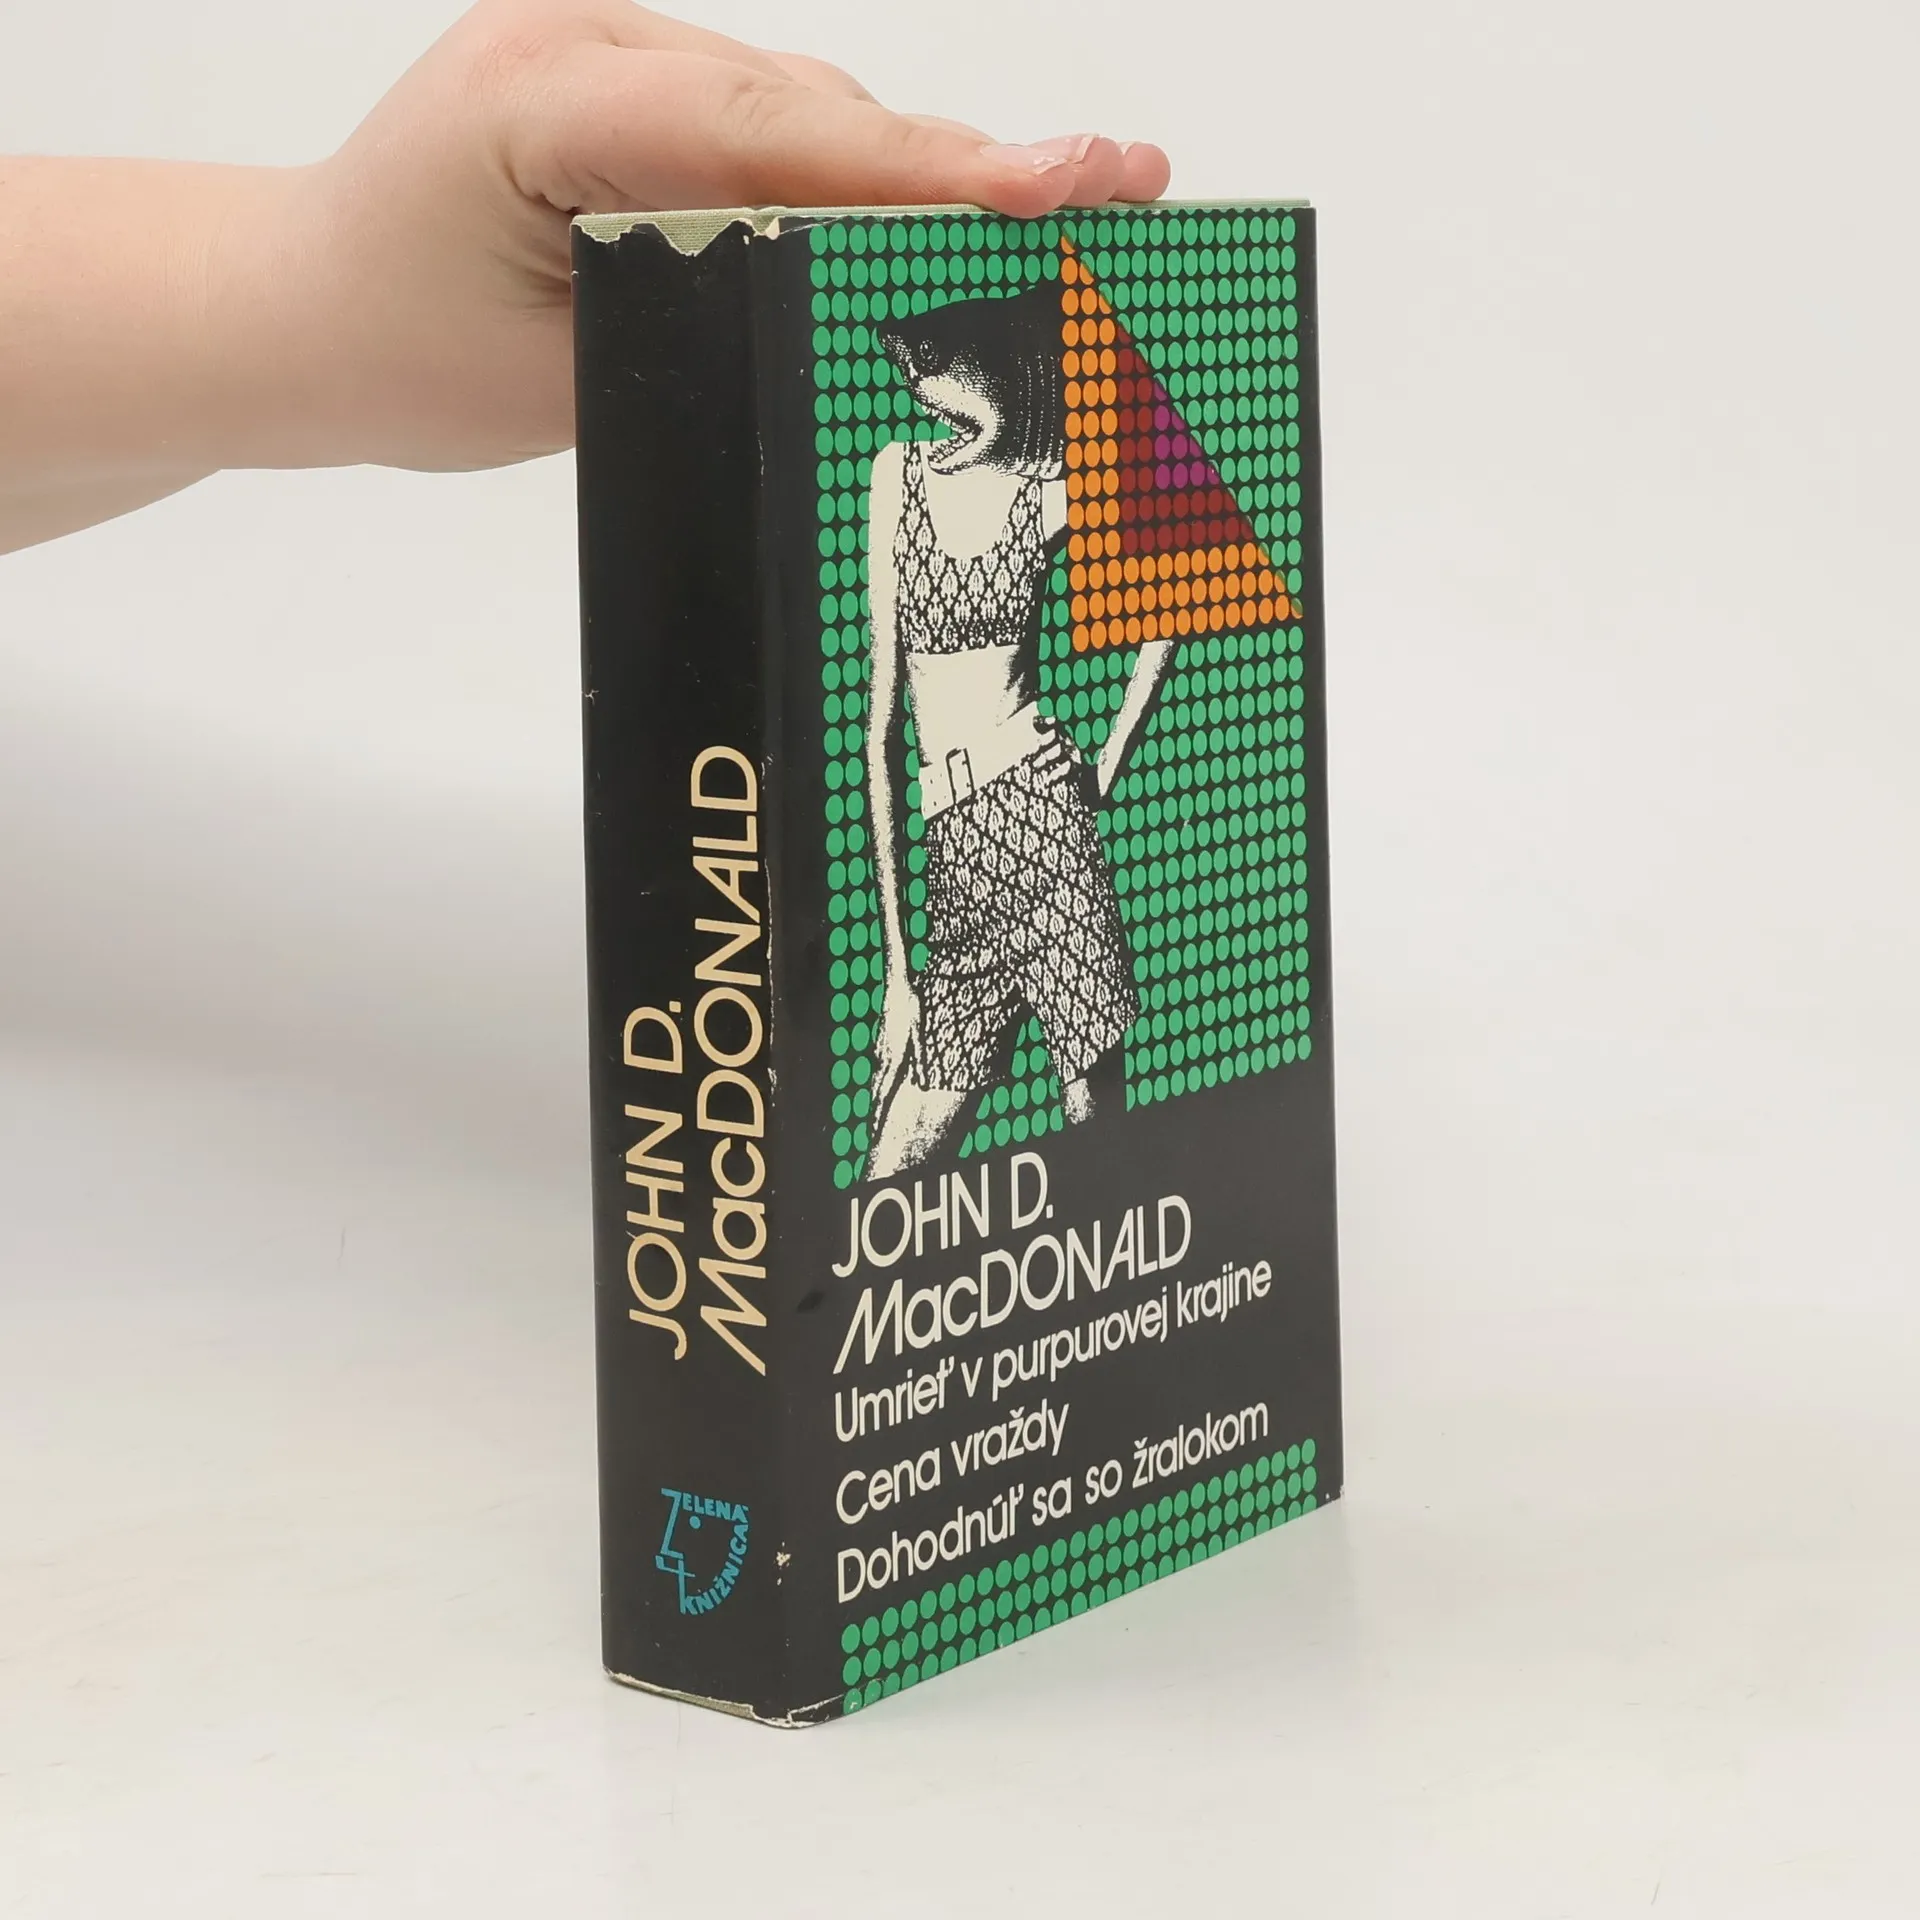 JOHN D.
MacDONALD
ZELENÁ
KNIŽNICA
JOHN D.
MacDONALD
Umrieť v purpurovej krajine
Cena vraždy
Dohodnúť sa so žralokom